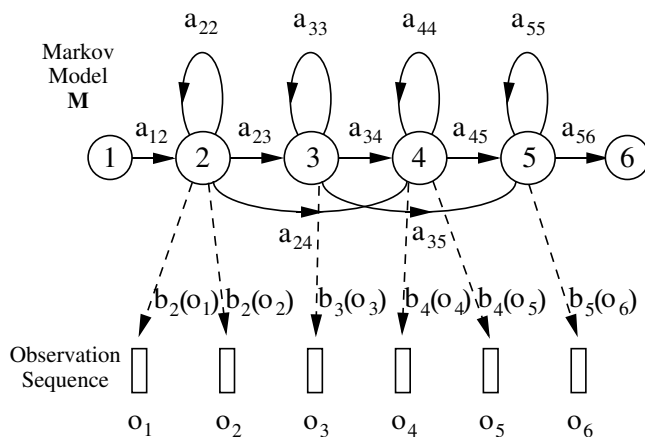 a₂₂ a₃₃ a₄₄ a₅₅
Markov
Model
M
a₁₂ a₂₃ a₃₄ a₄₅ a₅₆
1 2 3 4 5 6
a₂₄ a₃₅
b₂(o₁) b₂(o₂) b₃(o₃) b₄(o₄) b₄(o₅) b₅(o₆)
Observation
Sequence
o₁ o₂ o₃ o₄ o₅ o₆